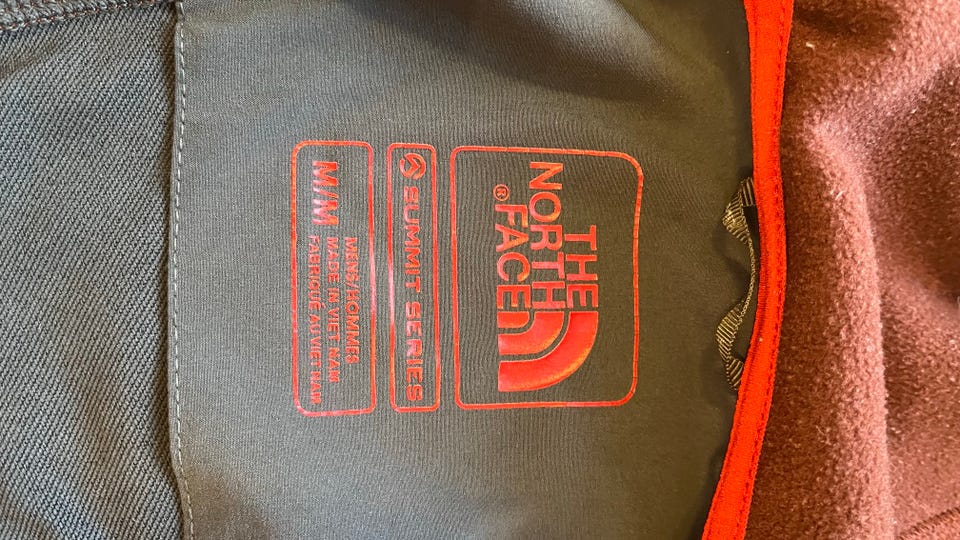 THE
NORTH
FACE®
SUMMIT SERIES
M/M
MENS/HOMMES
MADE IN VIET NAM
FABRIQUÉ AU VIET NAM